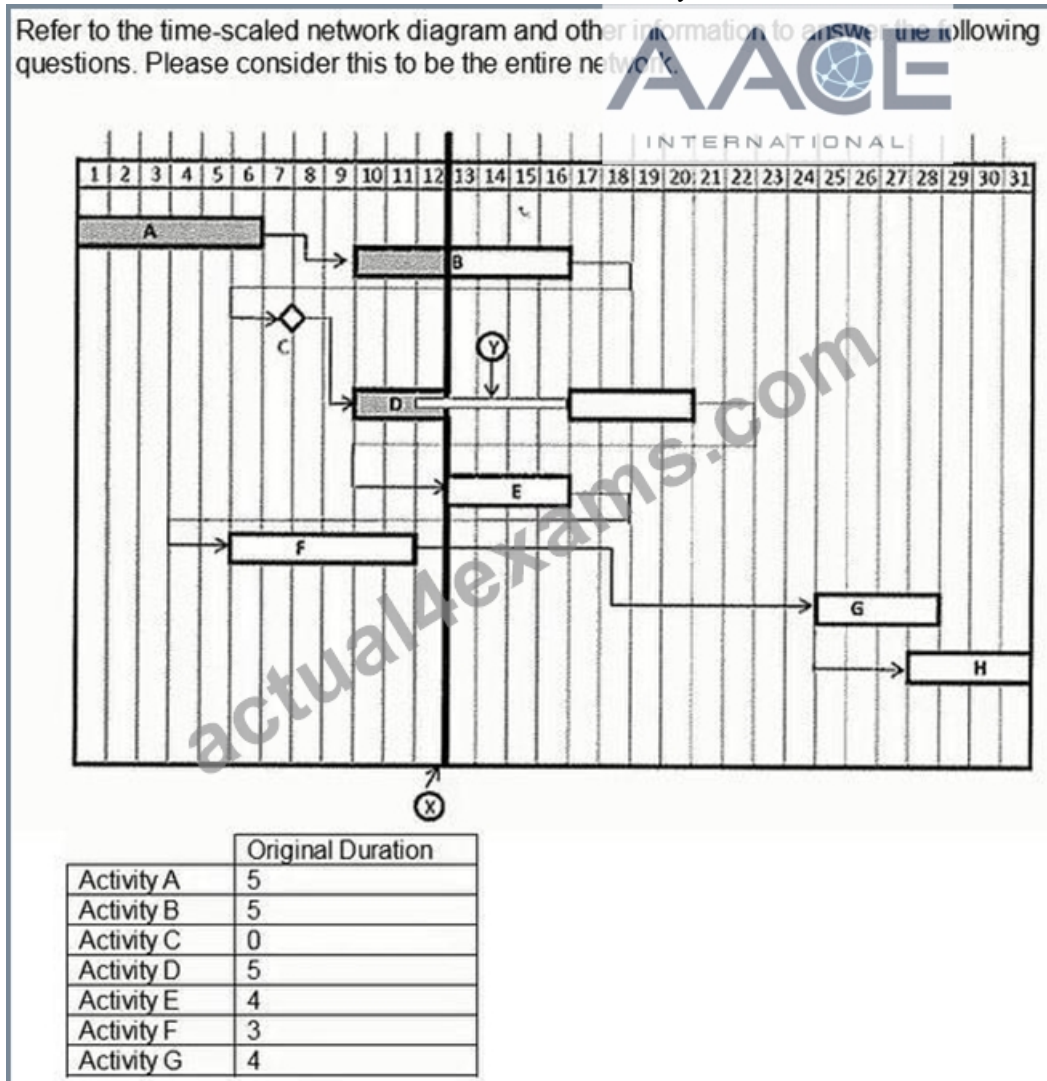 Refer to the time-scaled network diagram and other information to answer the following
questions. Please consider this to be the entire network.
AACE
INTERNATIONAL
1 2 3 4 5 6 7 8 9 10 11 12 13 14 15 16 17 18 19 20 21 22 23 24 25 26 27 28 29 30 31
A
B
C
Y
D
E
F
G
H
actual4exams.com
X
Original Duration
Activity A 5
Activity B 5
Activity C 0
Activity D 5
Activity E 4
Activity F 3
Activity G 4